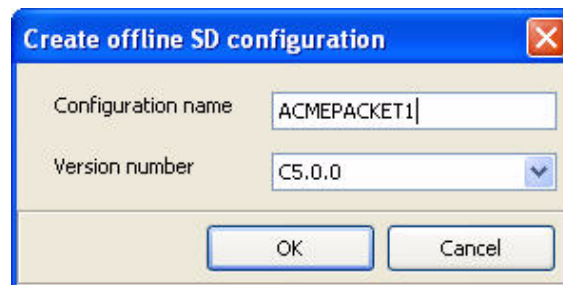 Create offline SD configuration
Configuration name ACMEPACKET1
Version number C5.0.0
OK Cancel